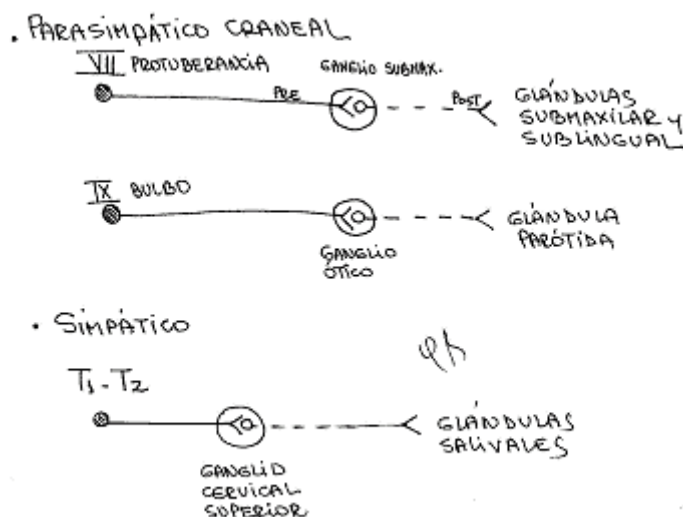 . PARASIMPÁTICO CRANEAL
VII PROTUBERANCIA
GANGLIO SUBMAX.
PRE
POST
GLÁNDULAS
SUBMAXILAR Y
SUBLINGUAL
IX BULBO
GANGLIO
ÓTICO
GLÁNDULA
PARÓTIDA
· SIMPÁTICO
T1-T2
GANGLIO
CERVICAL
SUPERIOR
GLÁNDULAS
SALIVALES